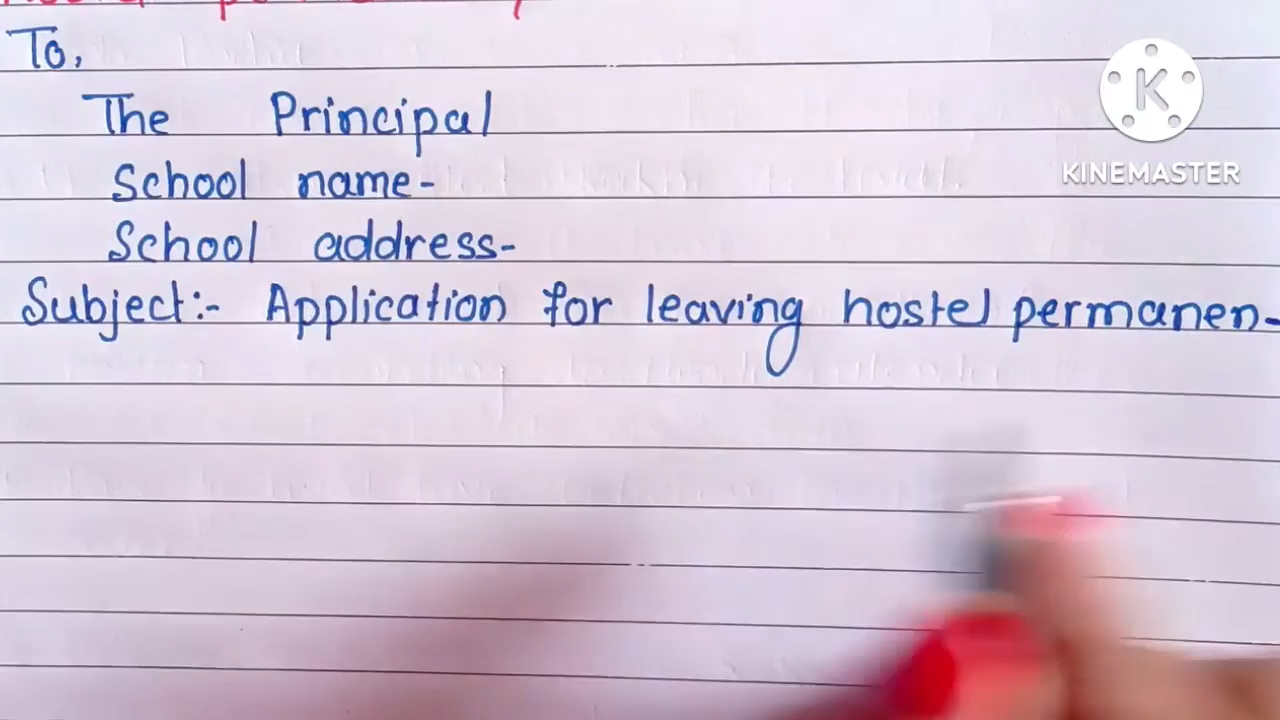 To,
The Principal
School name-
School address-
Subject:- Application for leaving hostel permanen-
K
KINEMASTER